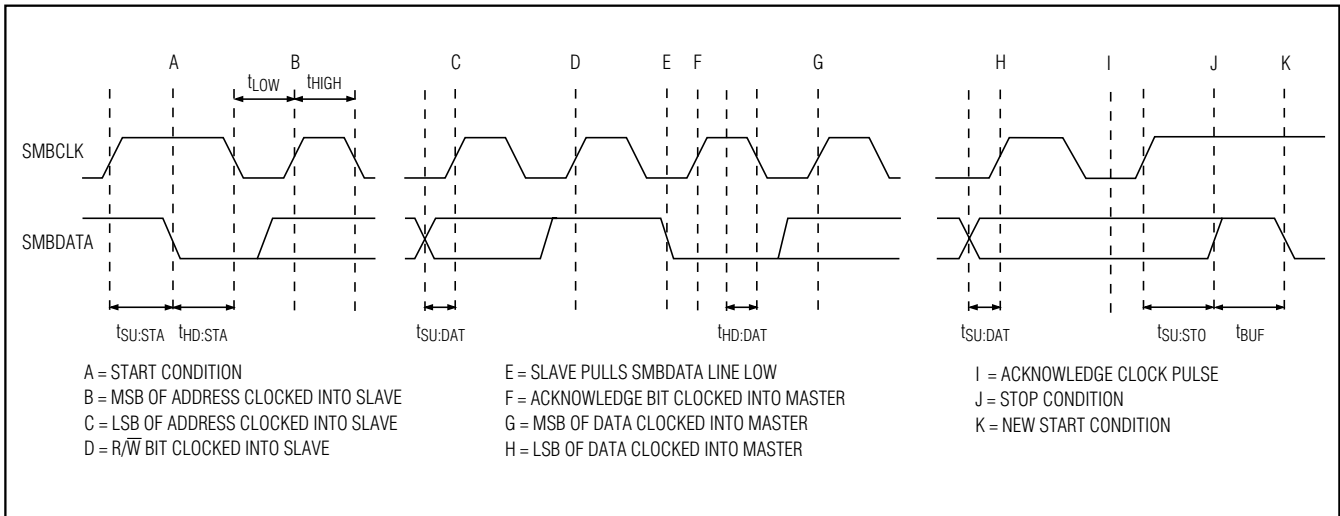 A B C D E F G H I J K
tLOW tHIGH
SMBCLK
SMBDATA
tSU:STA tHD:STA tSU:DAT tHD:DAT tSU:DAT tSU:STO tBUF
A = START CONDITION
B = MSB OF ADDRESS CLOCKED INTO SLAVE
C = LSB OF ADDRESS CLOCKED INTO SLAVE
D = R/W̅ BIT CLOCKED INTO SLAVE
E = SLAVE PULLS SMBDATA LINE LOW
F = ACKNOWLEDGE BIT CLOCKED INTO MASTER
G = MSB OF DATA CLOCKED INTO MASTER
H = LSB OF DATA CLOCKED INTO MASTER
I = ACKNOWLEDGE CLOCK PULSE
J = STOP CONDITION
K = NEW START CONDITION